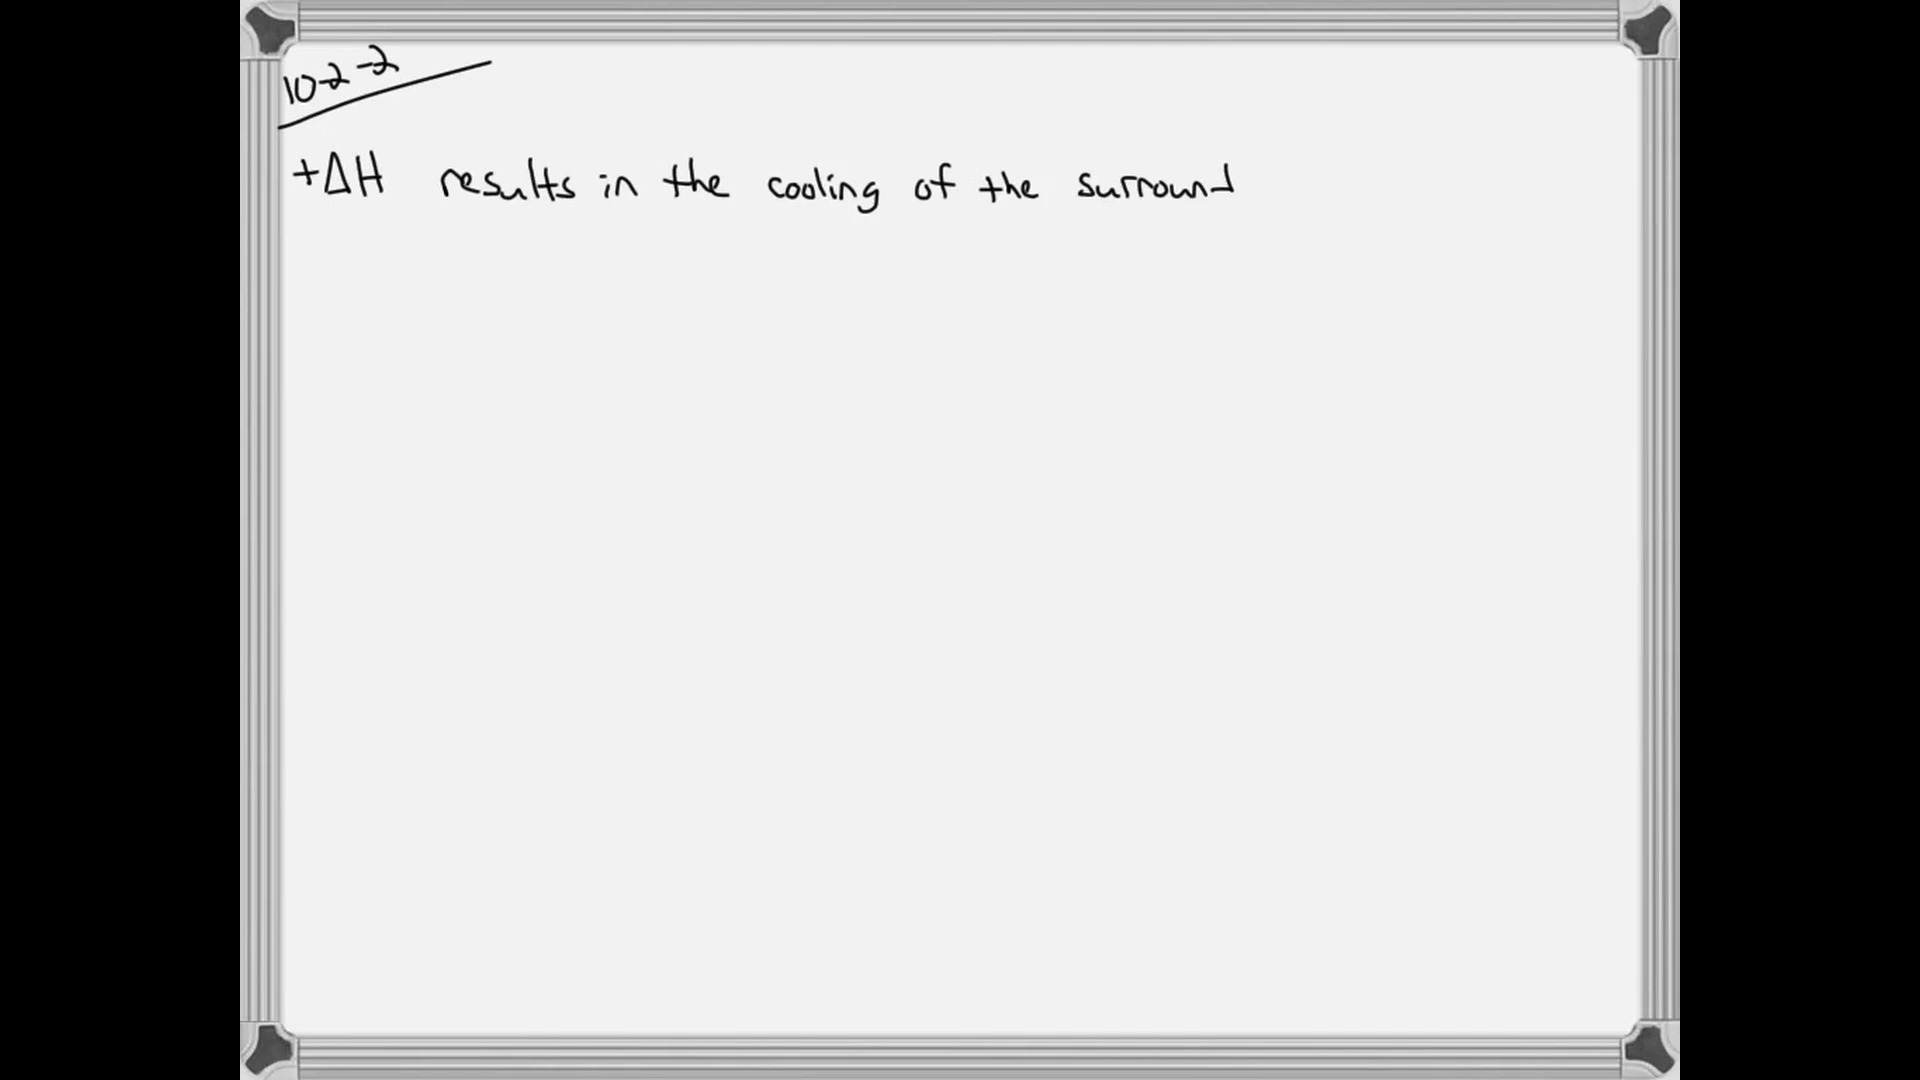 10-2-2
+ΔH results in the cooling of the surround